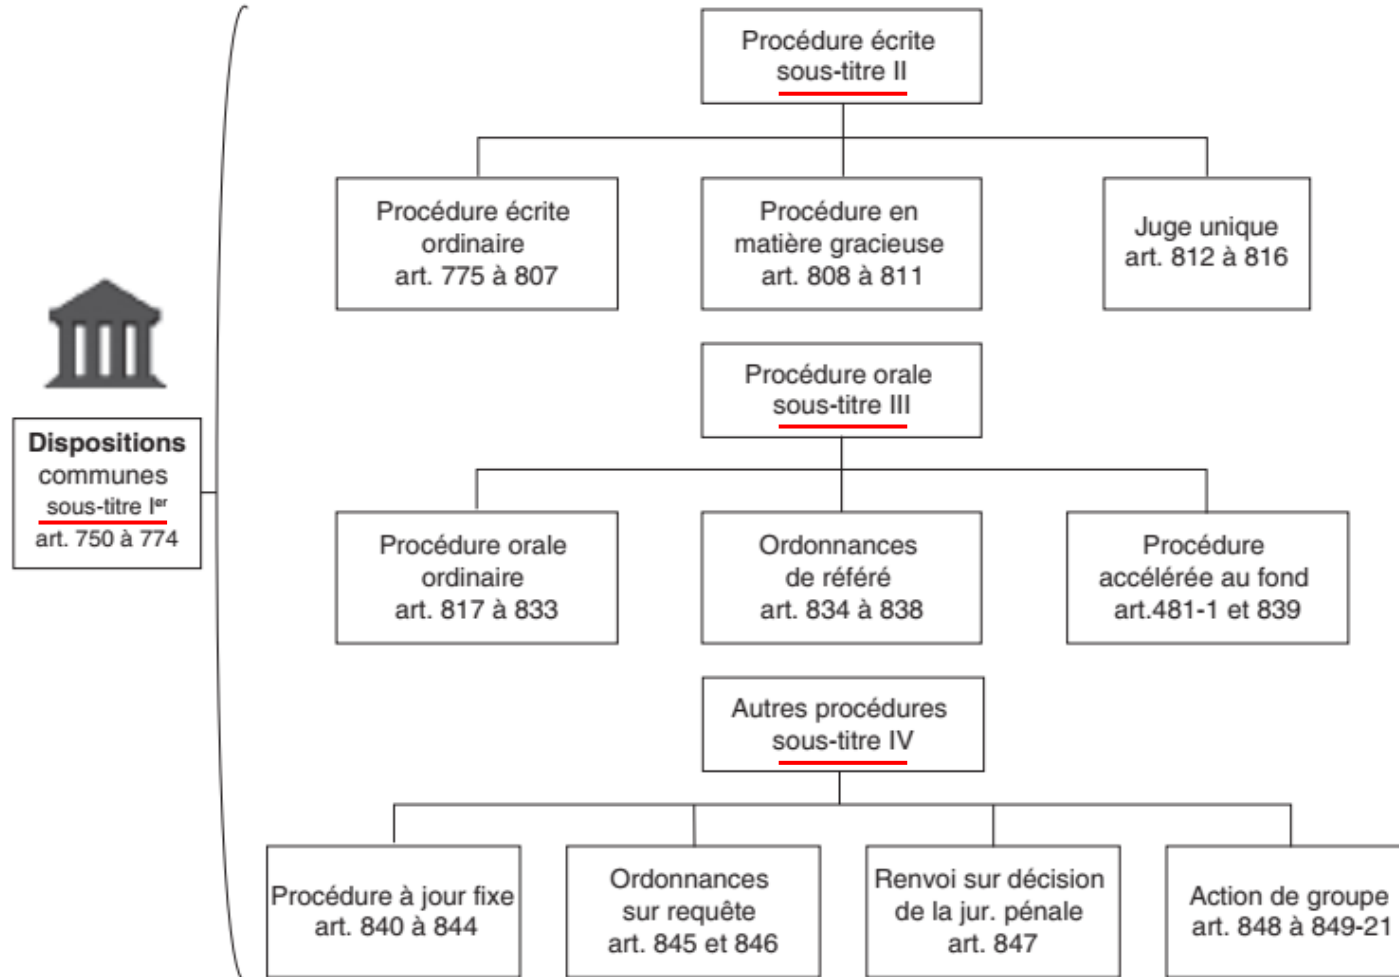 Procédure écrite
sous-titre II
Procédure écrite
ordinaire
art. 775 à 807
Procédure en
matière gracieuse
art. 808 à 811
Juge unique
art. 812 à 816
Dispositions
communes
sous-titre Iᵉʳ
art. 750 à 774
Procédure orale
sous-titre III
Procédure orale
ordinaire
art. 817 à 833
Ordonnances
de référé
art. 834 à 838
Procédure
accélérée au fond
art.481-1 et 839
Autres procédures
sous-titre IV
Procédure à jour fixe
art. 840 à 844
Ordonnances
sur requête
art. 845 et 846
Renvoi sur décision
de la jur. pénale
art. 847
Action de groupe
art. 848 à 849-21